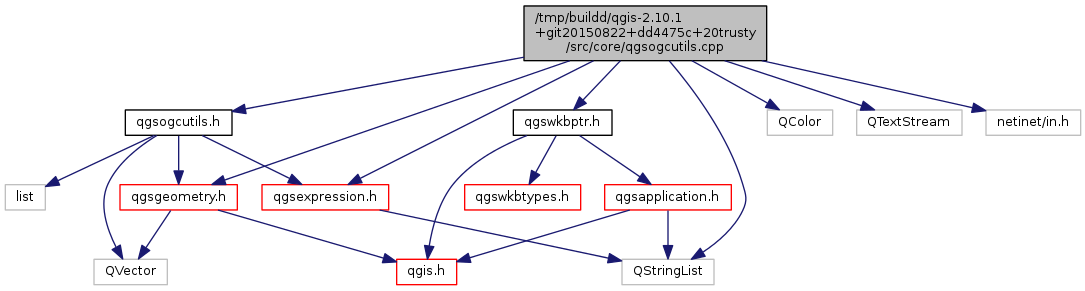 /tmp/buildd/qgis-2.10.1
+git20150822+dd4475c+20trusty
/src/core/qgsogcutils.cpp
qgsogcutils.h
qgswkbptr.h
QColor
QTextStream
netinet/in.h
list
qgsgeometry.h
qgsexpression.h
qgswkbtypes.h
qgsapplication.h
QVector
qgis.h
QStringList